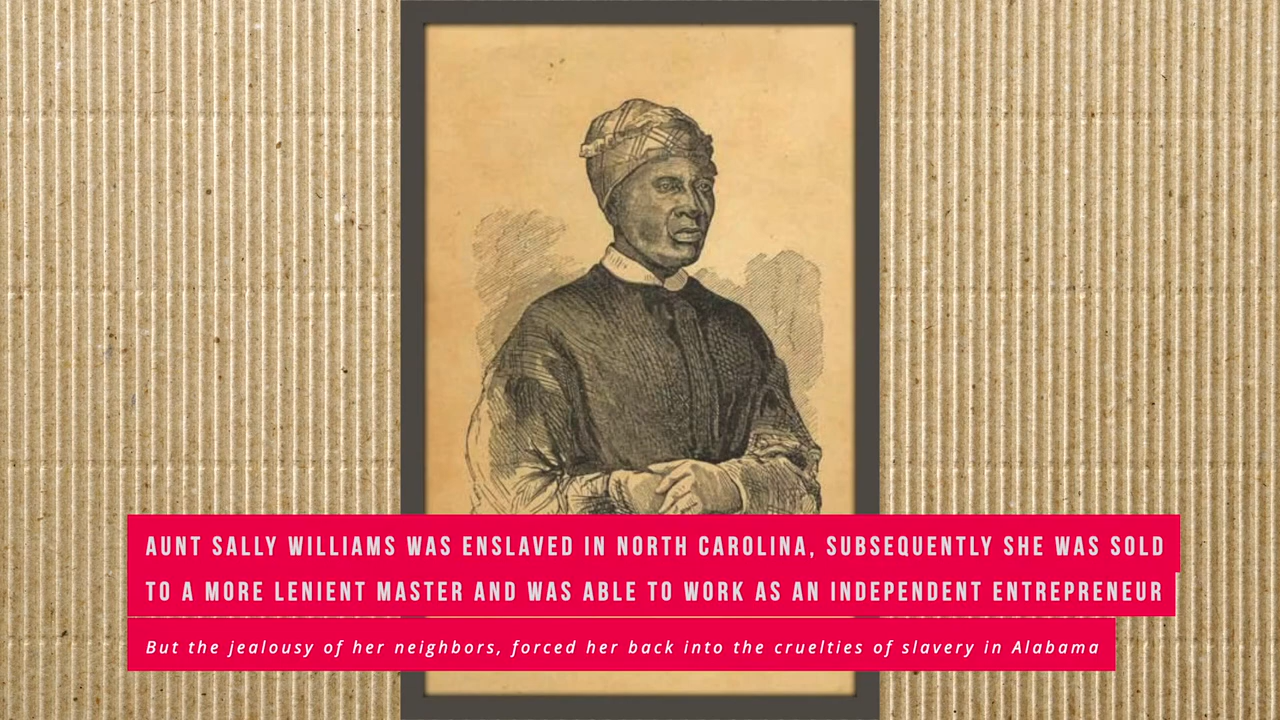 AUNT SALLY WILLIAMS WAS ENSLAVED IN NORTH CAROLINA, SUBSEQUENTLY SHE WAS SOLD
TO A MORE LENIENT MASTER AND WAS ABLE TO WORK AS AN INDEPENDENT ENTREPRENEUR
But the jealousy of her neighbors, forced her back into the cruelties of slavery in Alabama